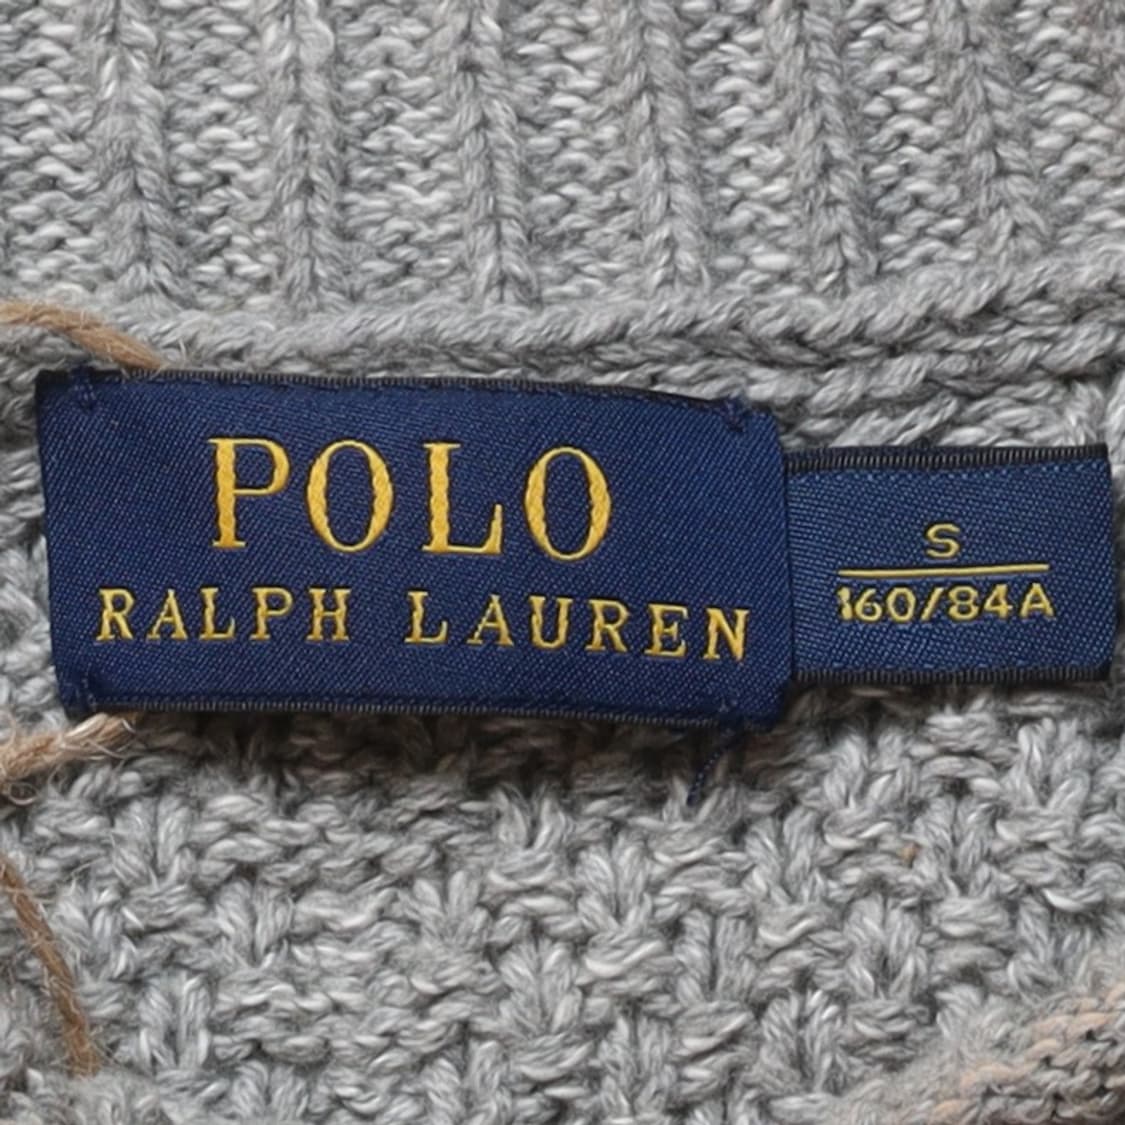 POLO
RALPH LAUREN
S
160/84A